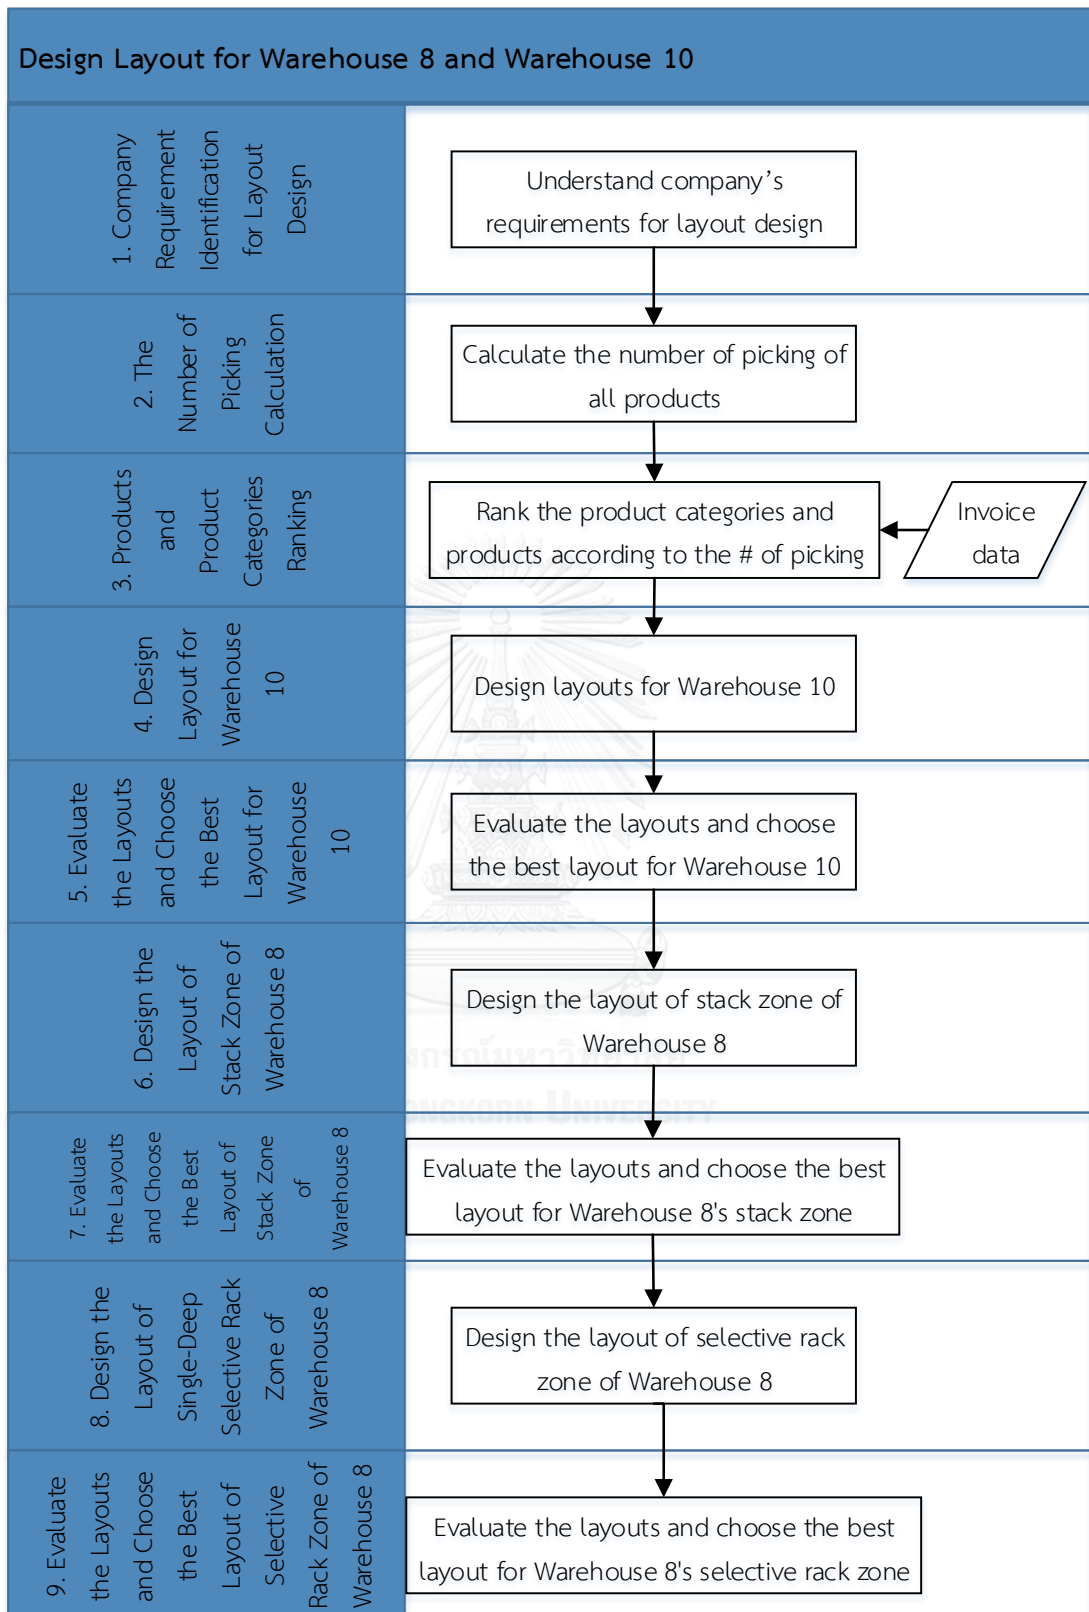 Design Layout for Warehouse 8 and Warehouse 10
1. Company
Requirement
Identification
for Layout
Design
Understand company's
requirements for layout design
2. The
Number of
Picking
Calculation
Calculate the number of picking of
all products
3. Products
and
Product
Categories
Ranking
Rank the product categories and
products according to the # of picking
Invoice
data
4. Design
Layout for
Warehouse
10
Design layouts for Warehouse 10
5. Evaluate
the Layouts
and Choose
the Best
Layout for
Warehouse
10
Evaluate the layouts and choose
the best layout for Warehouse 10
6. Design the
Layout of
Stack Zone of
Warehouse 8
Design the layout of stack zone of
Warehouse 8
UNIVERSITY
7. Evaluate
the Layouts
and Choose
the Best
Layout of
Stack Zone
of
Warehouse 8
Evaluate the layouts and choose the best
layout for Warehouse 8's stack zone
8. Design the
Layout of
Single-Deep
Selective Rack
Zone of
Warehouse 8
Design the layout of selective rack
zone of Warehouse 8
9. Evaluate
the Layouts
and Choose
the Best
Layout of
Selective
Rack Zone of
Warehouse 8
Evaluate the layouts and choose the best
layout for Warehouse 8's selective rack zone